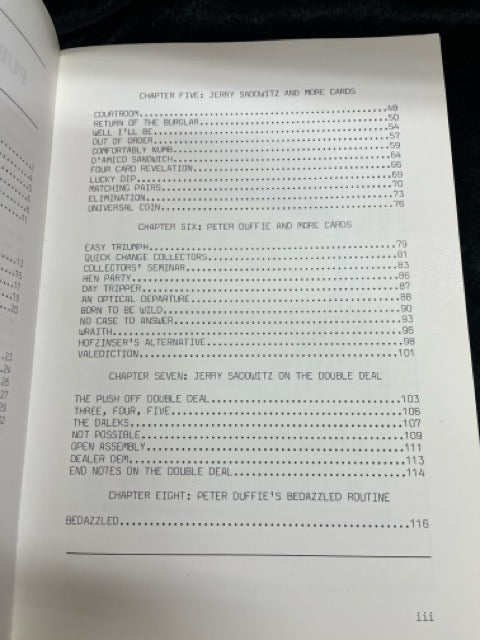 CHAPTER FIVE: JERRY SADOWITZ AND MORE CARDS
COURTROOM...48
RETURN OF THE BURGLAR...50
WELL I'LL BE...54
OUT OF ORDER...57
COMFORTABLY NUMB...59
D'AMICO SANDWICH...64
FOUR CARD REVELATION...66
LUCKY DIP...69
MATCHING PAIRS...70
ELIMINATION...73
UNIVERSAL COIN...75
CHAPTER SIX: PETER DUFFIE AND MORE CARDS
EASY TRIUMPH...79
QUICK CHANGE COLLECTORS...81
COLLECTORS' SEMINAR...83
HEN PARTY...86
DAY TRIPPER...87
AN OPTICAL DEPARTURE...88
BORN TO BE WILD...90
NO CASE TO ANSWER...93
WRAITH...96
HOFZINSER'S ALTERNATIVE...98
VALEDICTION...101
CHAPTER SEVEN: JERRY SADOWITZ ON THE DOUBLE DEAL
THE PUSH OFF DOUBLE DEAL...103
THREE, FOUR, FIVE...106
THE DALEKS...107
NOT POSSIBLE...109
OPEN ASSEMBLY...111
DEALER DEM...113
END NOTES ON THE DOUBLE DEAL...114
CHAPTER EIGHT: PETER DUFFIE'S BEDAZZLED ROUTINE
BEDAZZLED...116
iii